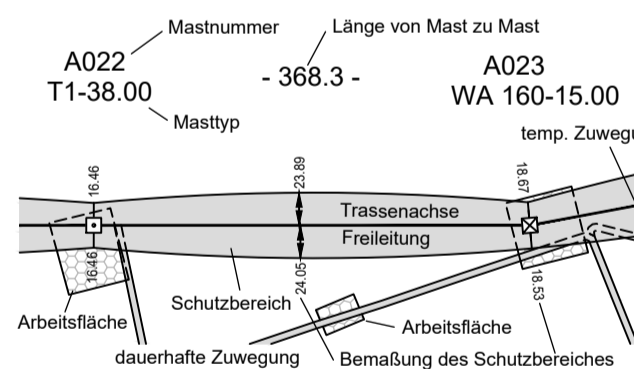 Mastnummer
Länge von Mast zu Mast
A022
T1-38.00
- 368.3 -
A023
WA 160-15.00
Masttyp
temp. Zuwegu
16.46
23.89
18.67
Trassenachse
Freileitung
16.46
24.05
18.53
Schutzbereich
Arbeitsfläche
Arbeitsfläche
dauerhafte Zuwegung
Bemaßung des Schutzbereiches